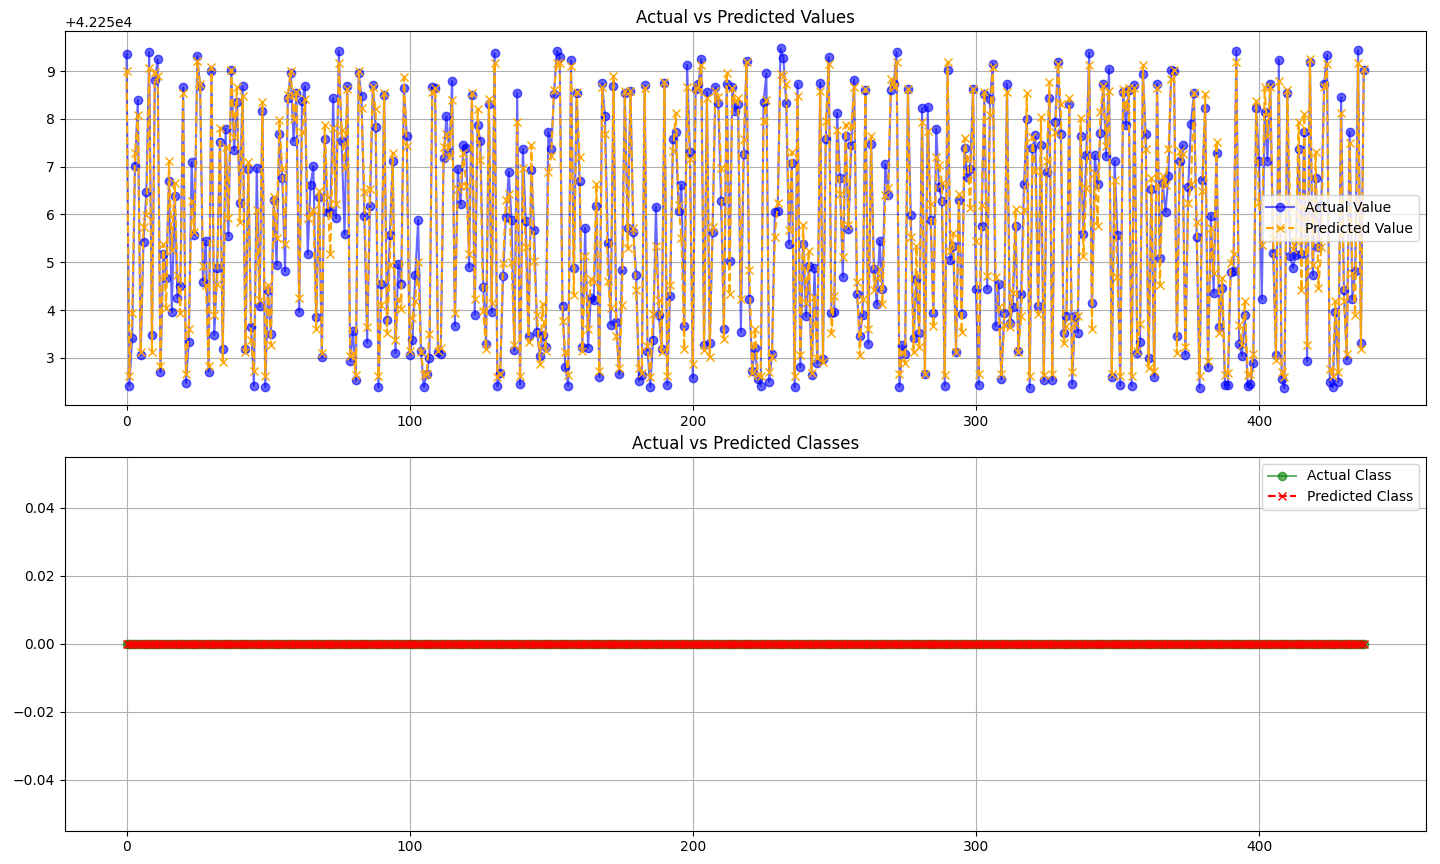 Actual vs Predicted Values
+4.225e4
9
8
7
6
5
4
3
Actual Value
Predicted Value
0 100 200 300 400
Actual vs Predicted Classes
0.04
0.02
0.00
−0.02
−0.04
Actual Class
Predicted Class
0 100 200 300 400